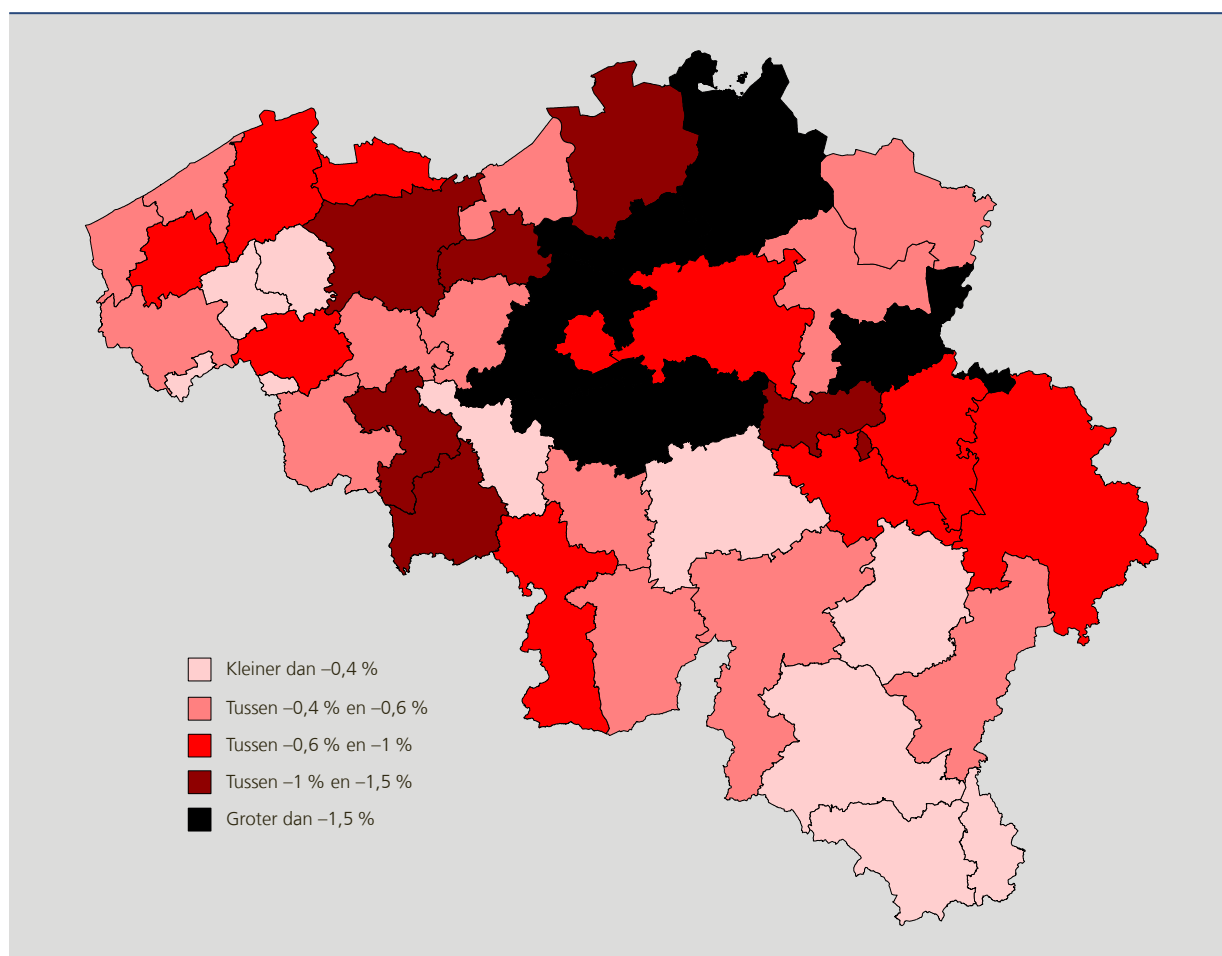 Kleiner dan –0,4 %
Tussen –0,4 % en –0,6 %
Tussen –0,6 % en –1 %
Tussen –1 % en –1,5 %
Groter dan –1,5 %